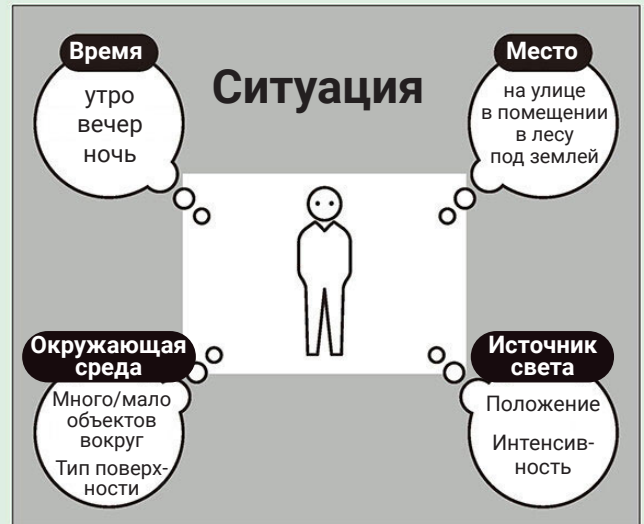 Ситуация
Время
утро
вечер
ночь
Место
на улице
в помещении
в лесу
под землей
Окружающая
среда
Много/мало
объектов
вокруг
Тип поверх-
ности
Источник
света
Положение
Интенсив-
ность